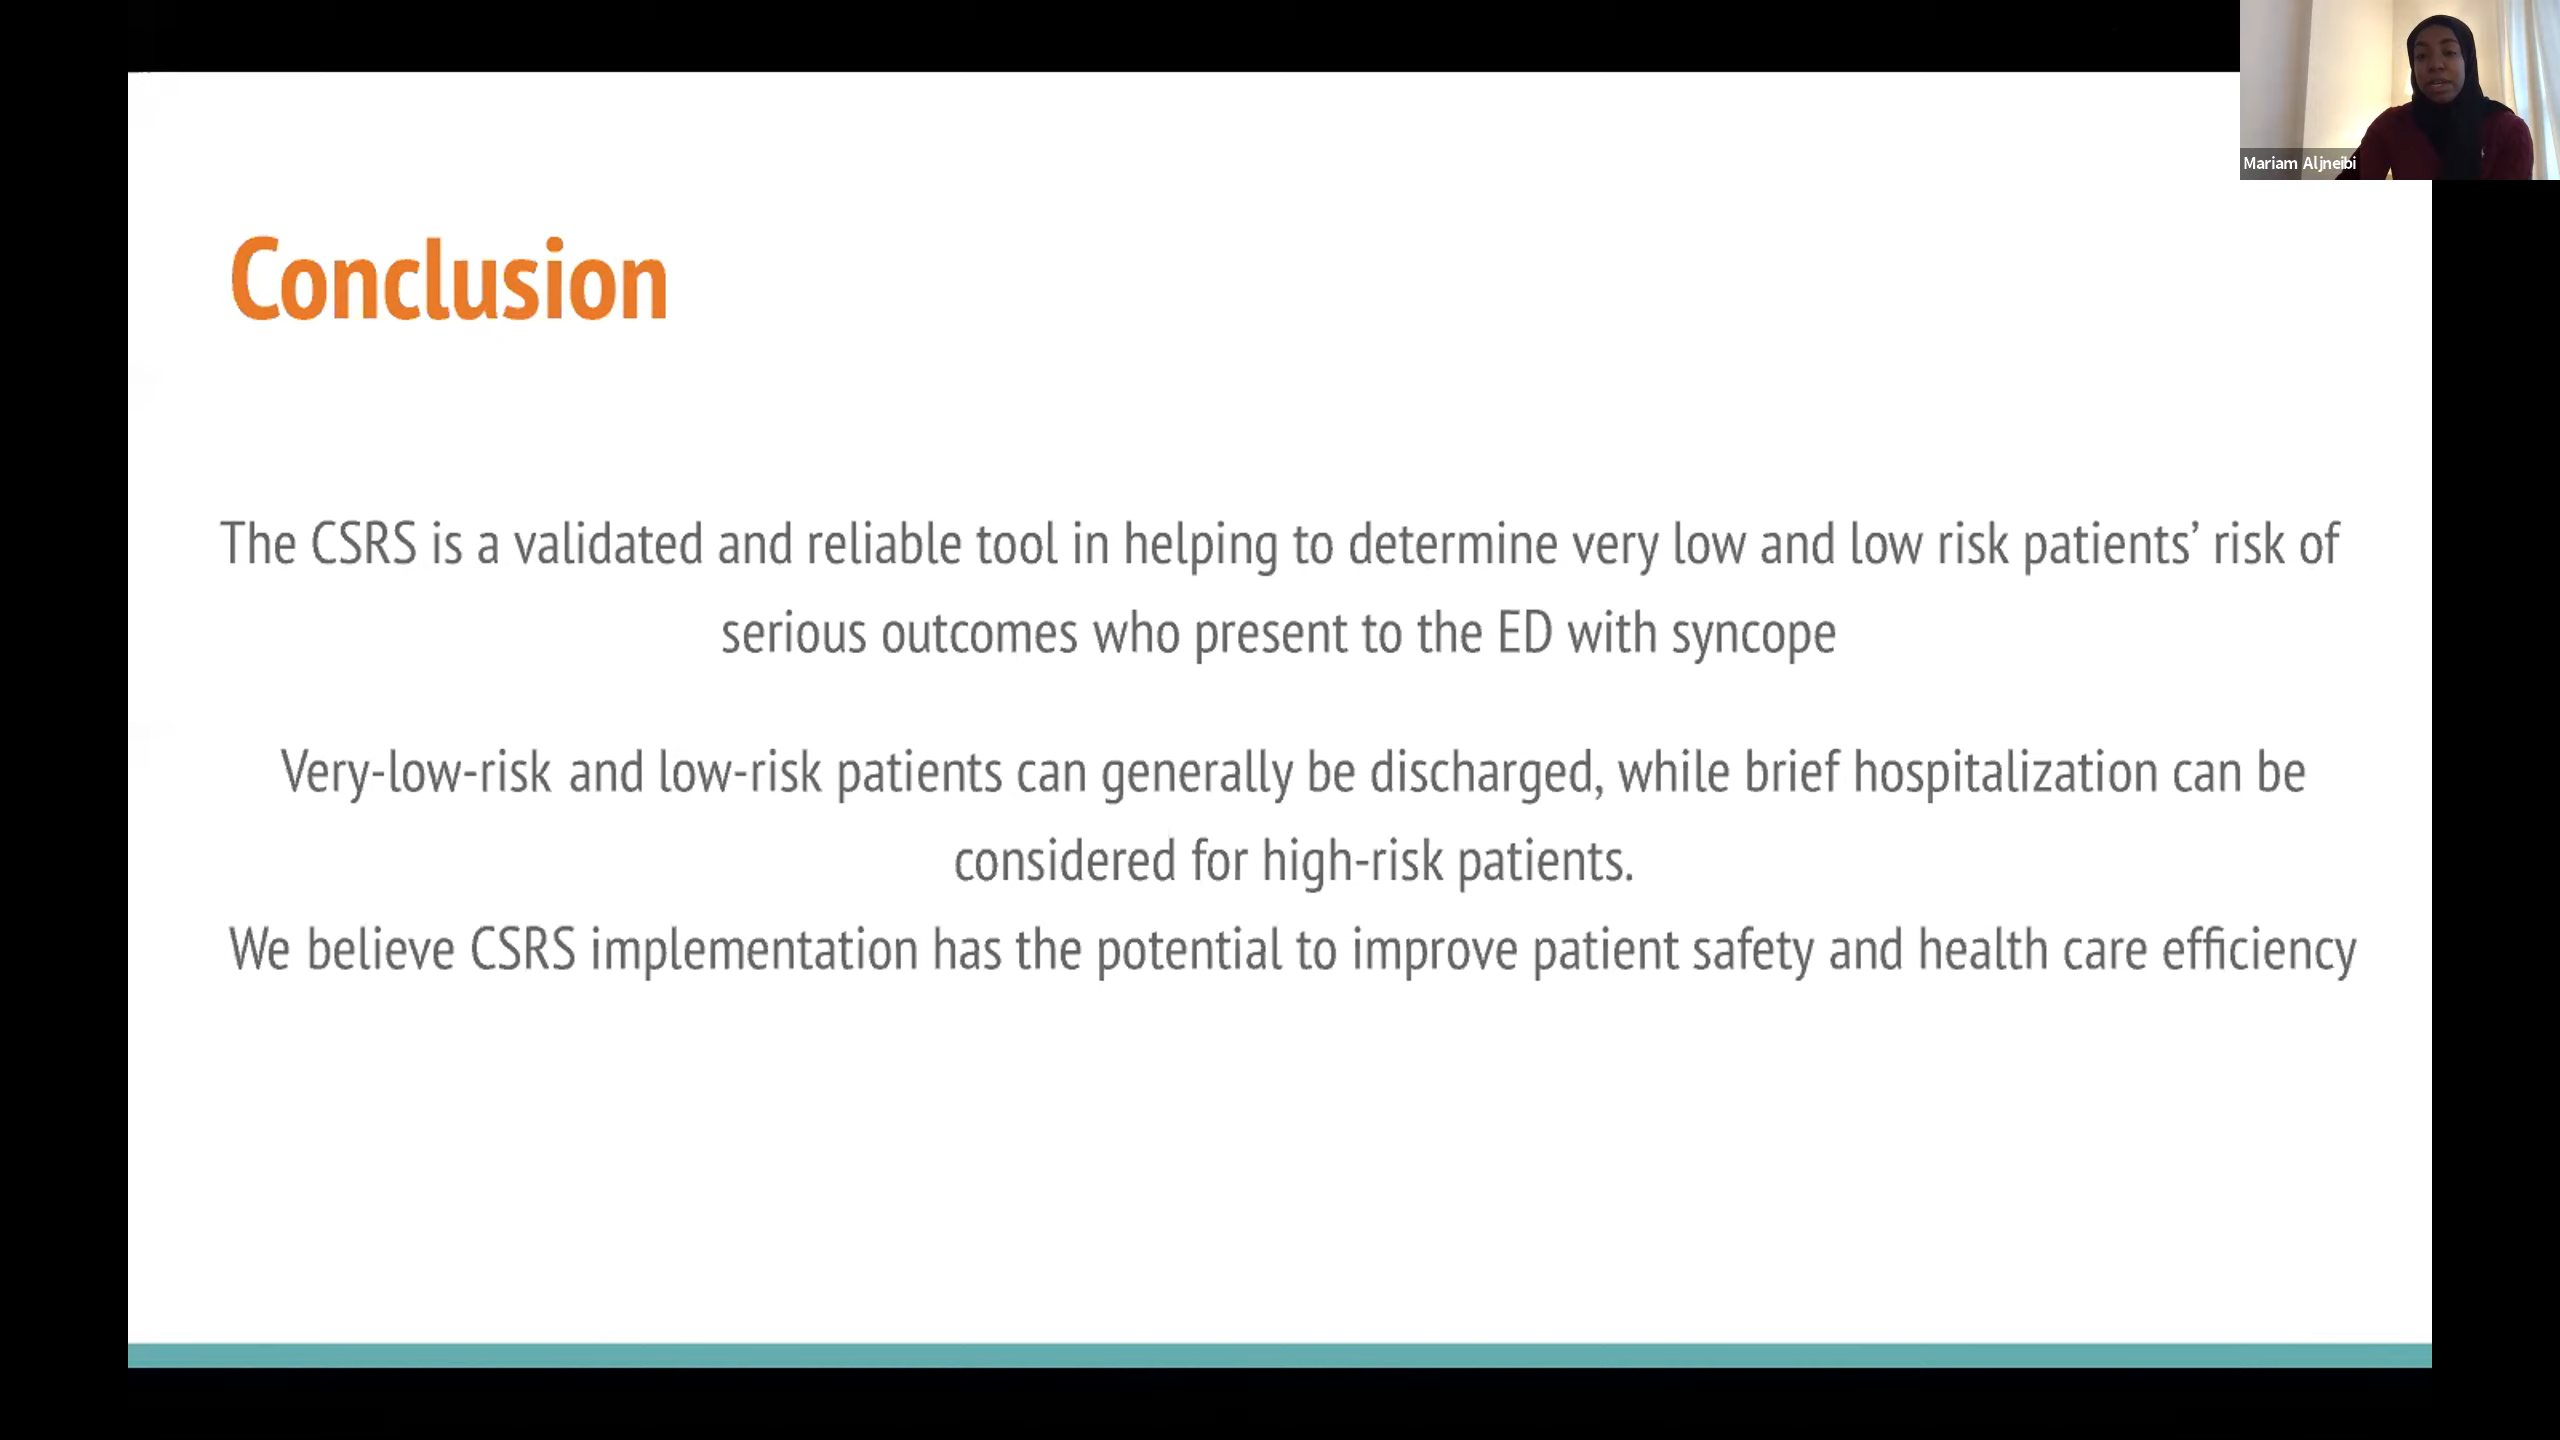 Mariam Aljneibi
Conclusion
The CSRS is a validated and reliable tool in helping to determine very low and low risk patients’ risk of
serious outcomes who present to the ED with syncope
Very-low-risk and low-risk patients can generally be discharged, while brief hospitalization can be
considered for high-risk patients.
We believe CSRS implementation has the potential to improve patient safety and health care efficiency